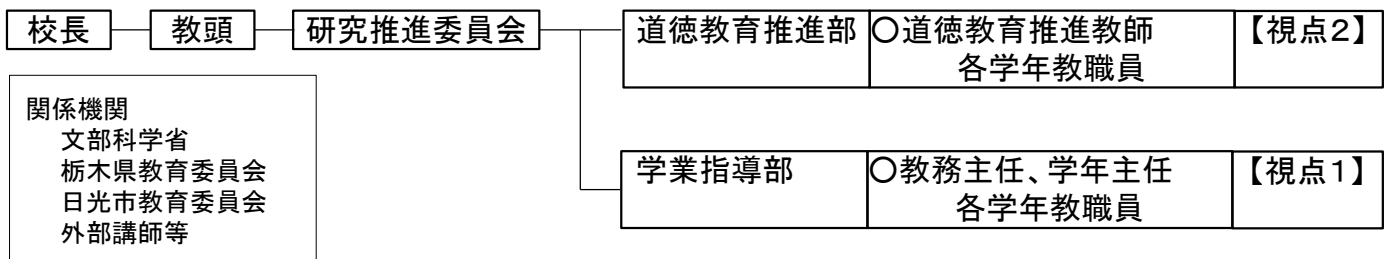 校長 教頭 研究推進委員会
道徳教育推進部 〇道徳教育推進教師 【視点2】
各学年教職員
関係機関
文部科学省
栃木県教育委員会
日光市教育委員会
外部講師等
学業指導部 〇教務主任、学年主任 【視点1】
各学年教職員